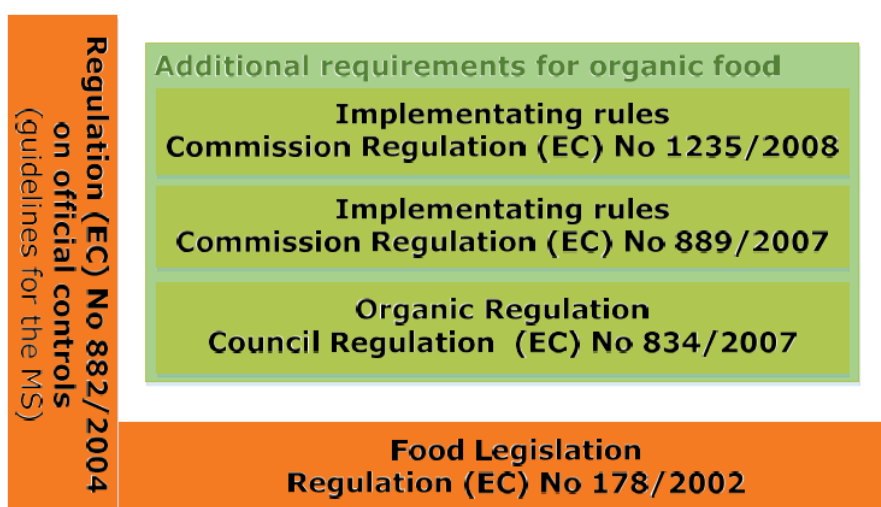 Regulation (EC) No 882/2004
on official controls
(guidelines for the MS)
Additional requirements for organic food
Implementating rules
Commission Regulation (EC) No 1235/2008
Implementating rules
Commission Regulation (EC) No 889/2007
Organic Regulation
Council Regulation (EC) No 834/2007
Food Legislation
Regulation (EC) No 178/2002